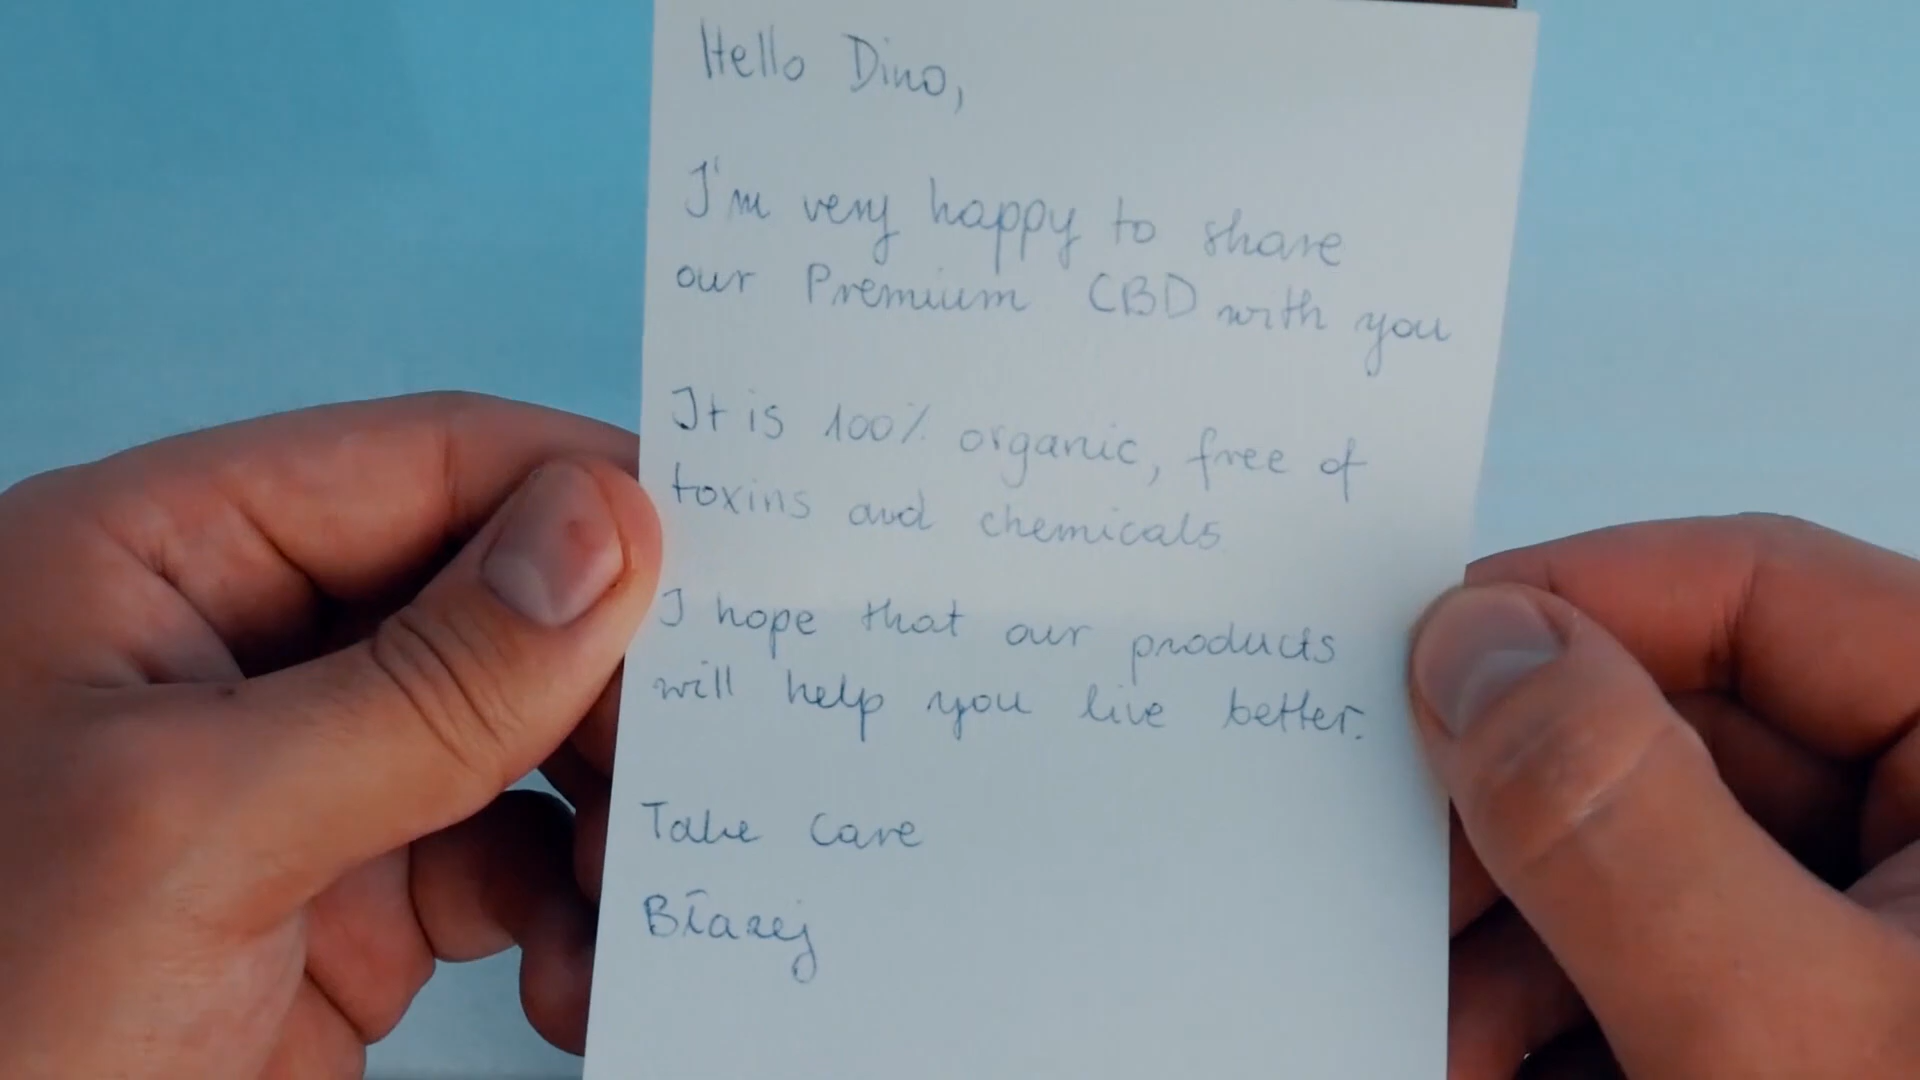 Hello Dino,
I'm very happy to share
our Premium CBD with you
It is 100% organic, free of
toxins and chemicals
I hope that our products
will help you live better.
Take care
Błażej